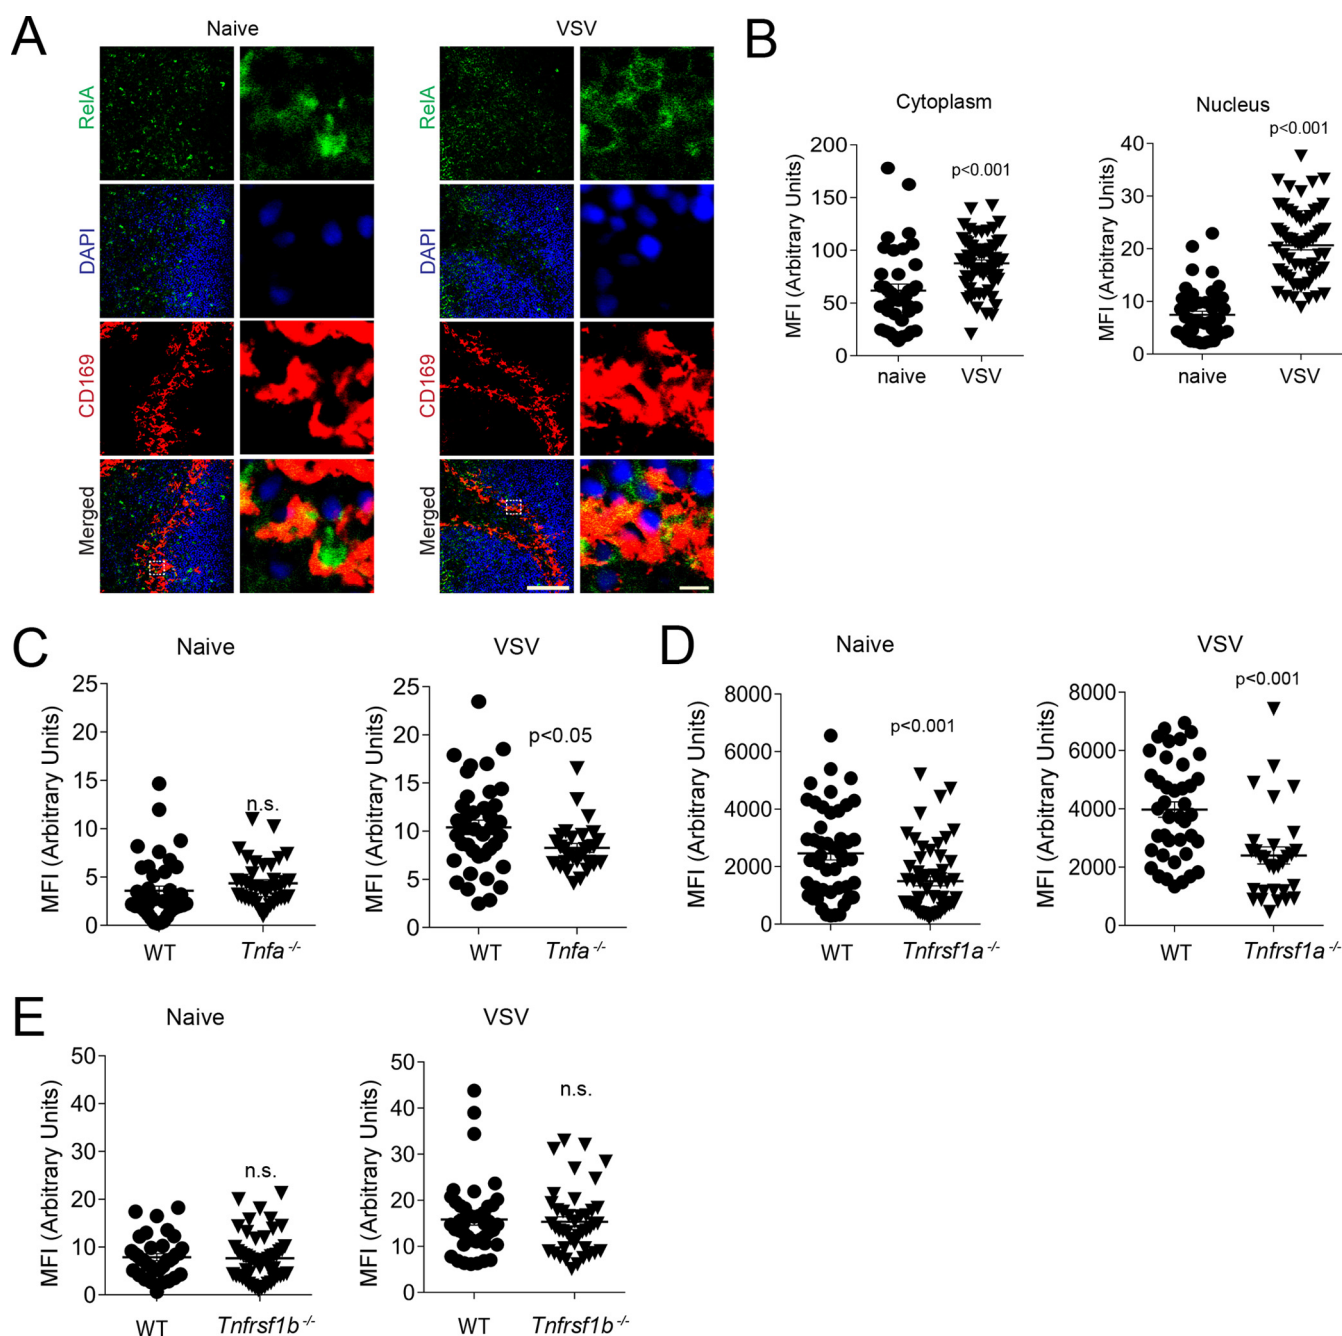 A
Naive
VSV
RelA
DAPI
CD169
Merged
RelA
DAPI
CD169
Merged
B
Cytoplasm
MFI (Arbitrary Units)
200
150
100
50
0
p<0.001
naive
VSV
Nucleus
p<0.001
MFI (Arbitrary Units)
40
30
20
10
0
naive
VSV
C
Naive
MFI (Arbitrary Units)
25
20
15
10
5
0
n.s.
WT
Tnfa -/-
VSV
MFI (Arbitrary Units)
25
20
15
10
5
0
p<0.05
WT
Tnfa -/-
D
Naive
MFI (Arbitrary Units)
8000
6000
4000
2000
0
p<0.001
WT
Tnfrsf1a -/-
VSV
p<0.001
MFI (Arbitrary Units)
8000
6000
4000
2000
0
WT
Tnfrsf1a -/-
E
Naive
MFI (Arbitrary Units)
50
40
30
20
10
0
n.s.
WT
Tnfrsf1b -/-
VSV
MFI (Arbitrary Units)
50
40
30
20
10
0
n.s.
WT
Tnfrsf1b -/-